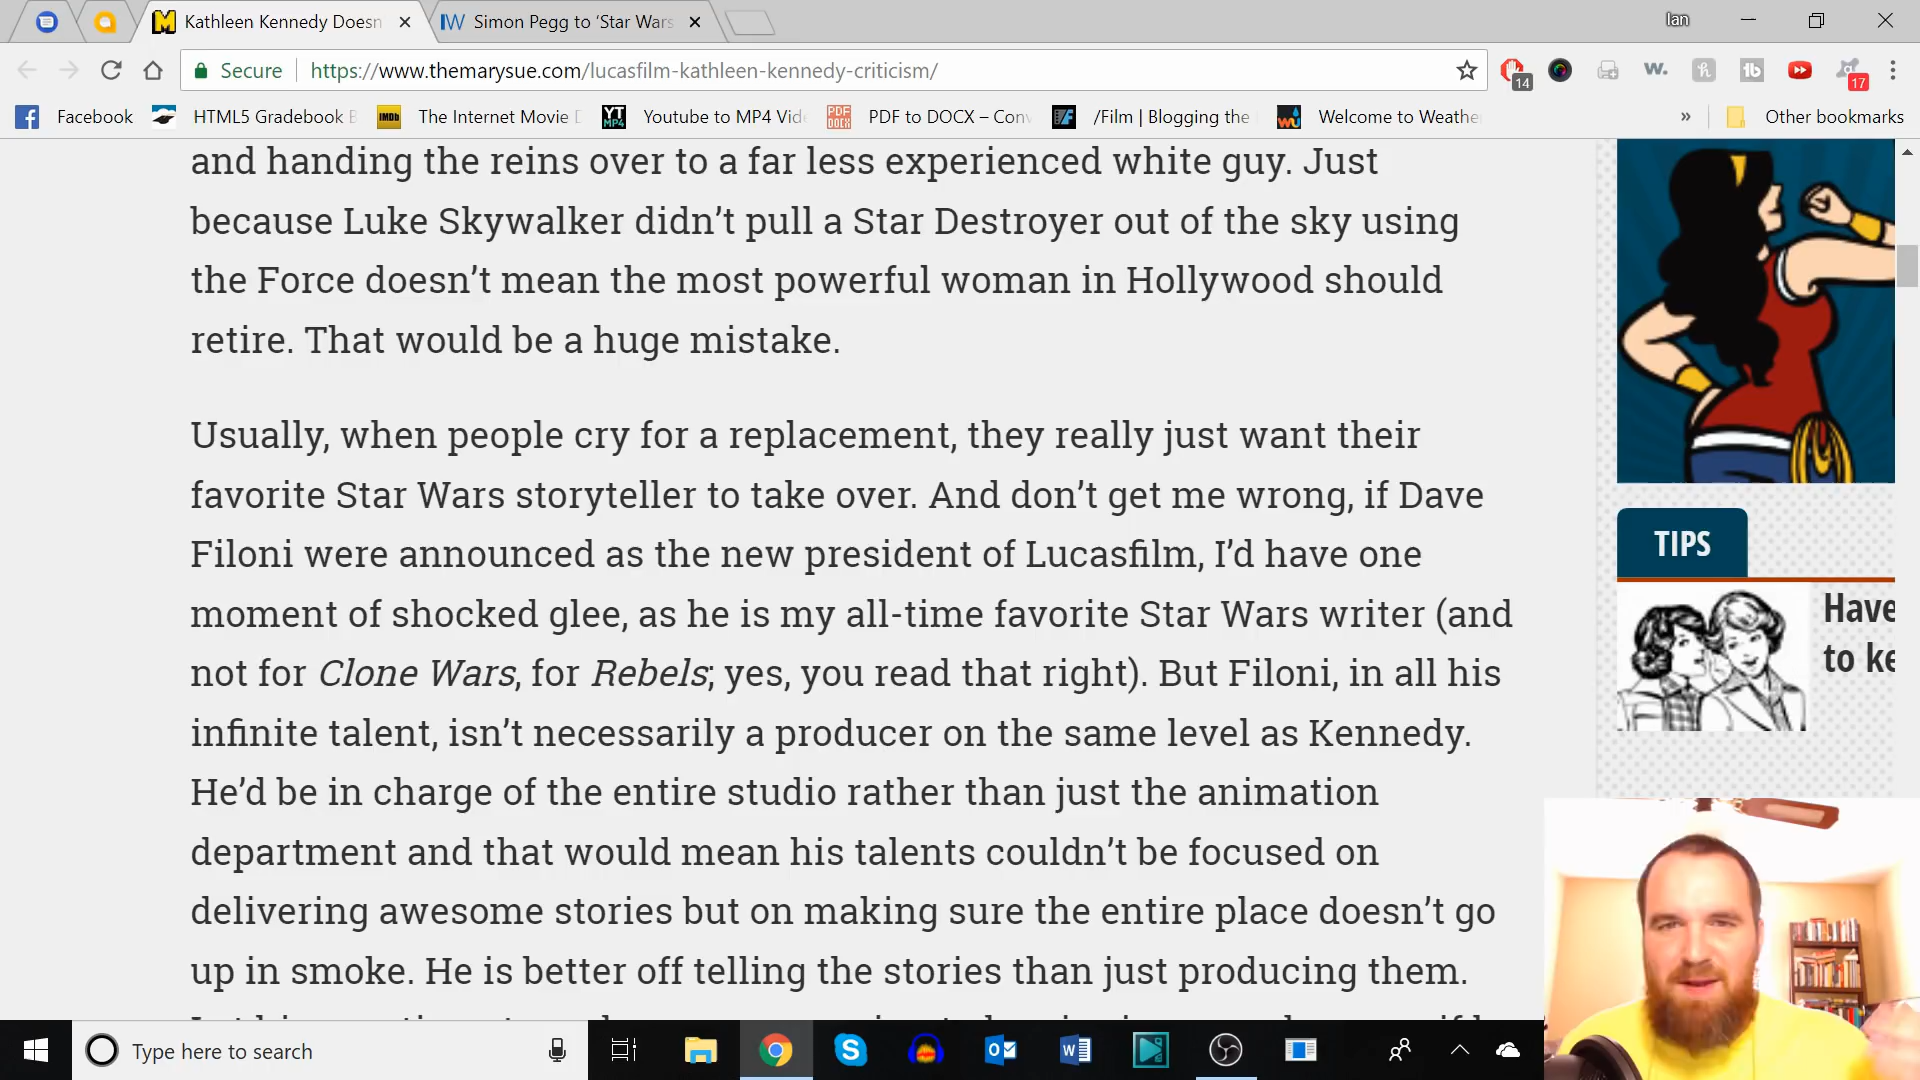 Kathleen Kennedy Doesn
IW Simon Pegg to ‘Star Wars
Ian
Secure https://www.themarysue.com/lucasfilm-kathleen-kennedy-criticism/
14
w.
h
tb
17
Facebook HTML5 Gradebook IMDb The Internet Movie YT MP4 Youtube to MP4 Vid PDF DOCX PDF to DOCX – Con /Film | Blogging the Welcome to Weathe » Other bookmarks
and handing the reins over to a far less experienced white guy. Just
because Luke Skywalker didn’t pull a Star Destroyer out of the sky using
the Force doesn’t mean the most powerful woman in Hollywood should
retire. That would be a huge mistake.
Usually, when people cry for a replacement, they really just want their
favorite Star Wars storyteller to take over. And don’t get me wrong, if Dave
Filoni were announced as the new president of Lucasfilm, I’d have one
moment of shocked glee, as he is my all-time favorite Star Wars writer (and
not for Clone Wars, for Rebels; yes, you read that right). But Filoni, in all his
infinite talent, isn’t necessarily a producer on the same level as Kennedy.
He’d be in charge of the entire studio rather than just the animation
department and that would mean his talents couldn’t be focused on
delivering awesome stories but on making sure the entire place doesn’t go
up in smoke. He is better off telling the stories than just producing them.
TIPS
Have
to ke
Type here to search